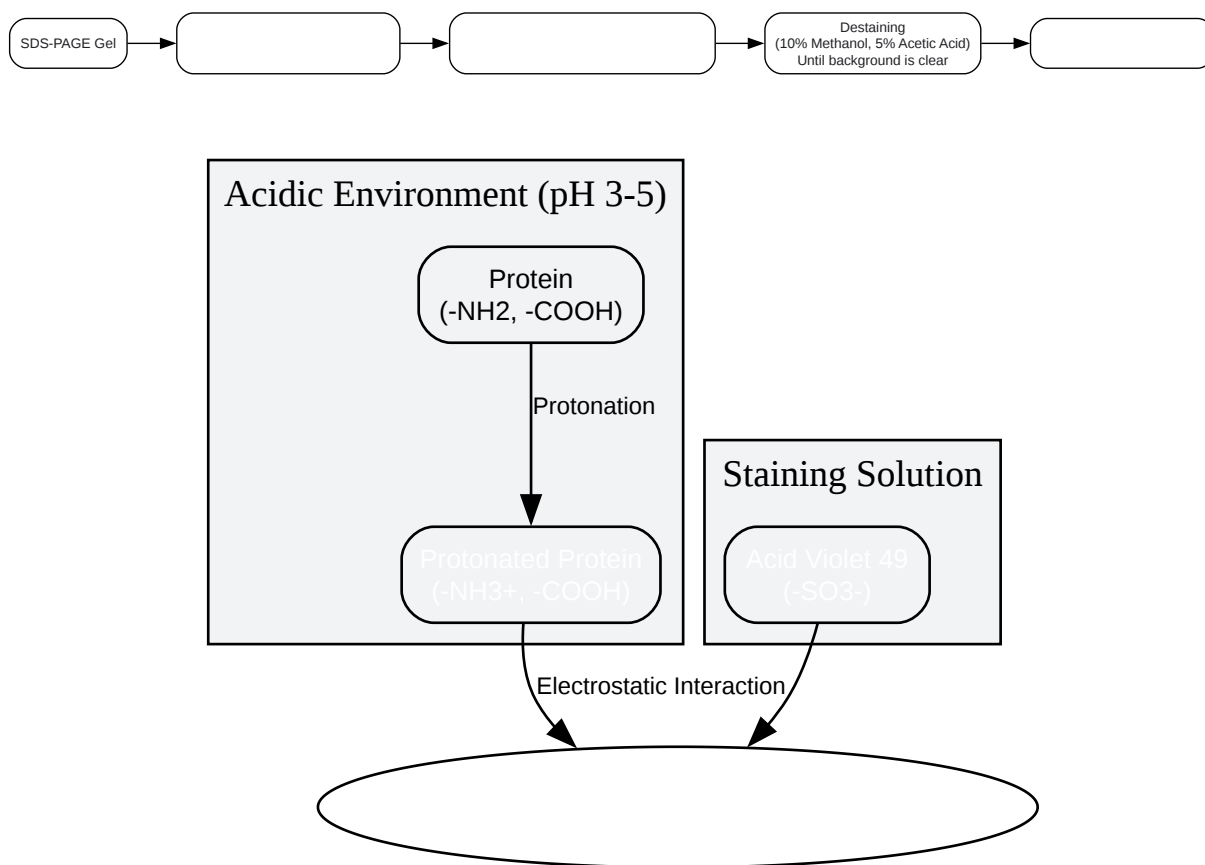 SDS-PAGE Gel
Destaining
(10% Methanol, 5% Acetic Acid)
Until background is clear
Acidic Environment (pH 3-5)
Protein
(-NH2, -COOH)
Protonation
Staining Solution
Protonated Protein
(-NH3+, -COOH)
Acid Violet 49
(-SO3-)
Electrostatic Interaction